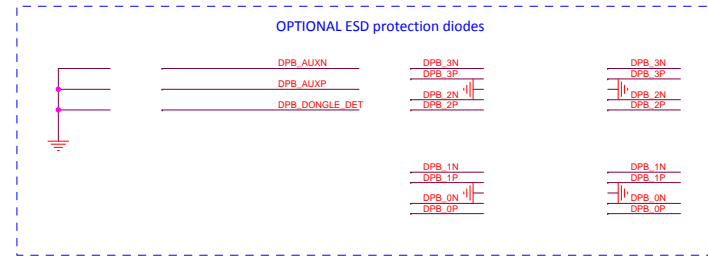 OPTIONAL ESD protection diodes
DPB_AUXN
DPB_AUXP
DPB_DONGLE_DET
DPB_3N
DPB_3P
DPB_2N
DPB_2P
DPB_3N
DPB_3P
DPB_2N
DPB_2P
DPB_1N
DPB_1P
DPB_0N
DPB_0P
DPB_1N
DPB_1P
DPB_0N
DPB_0P